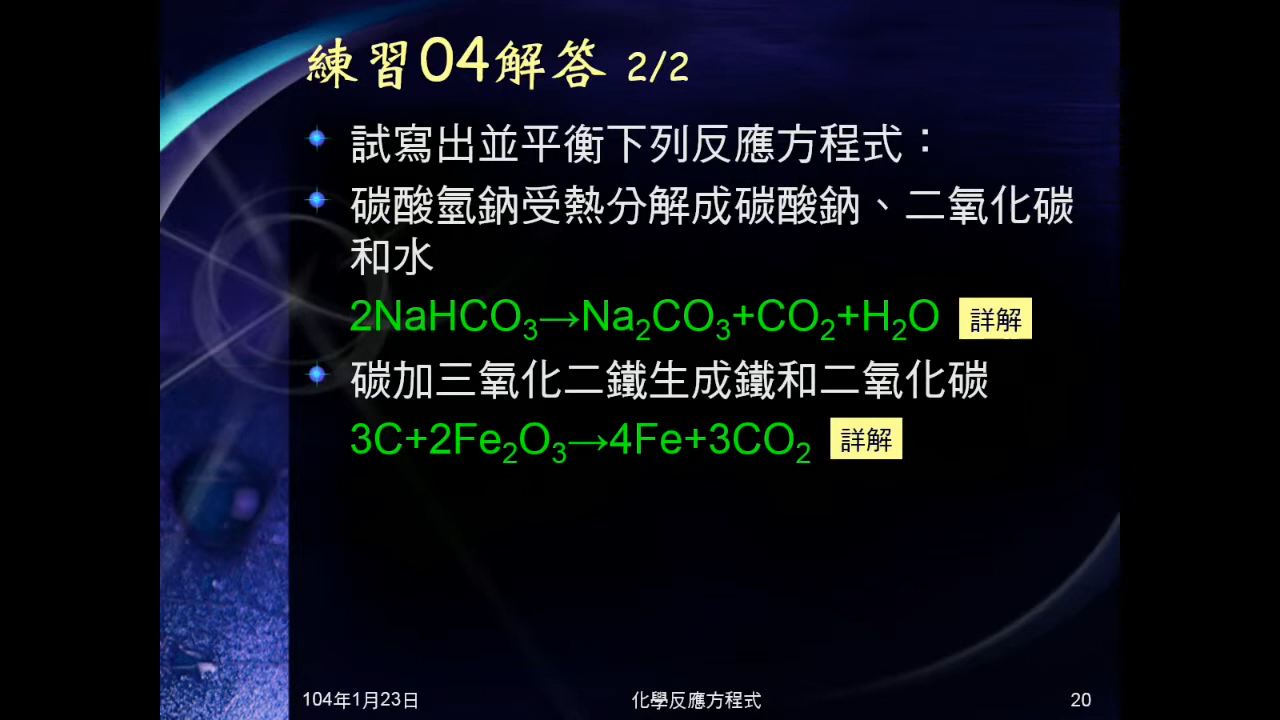 練習04解答 2/2
試寫出並平衡下列反應方程式：
碳酸氫鈉受熱分解成碳酸鈉、二氧化碳
和水
2NaHCO₃→Na₂CO₃+CO₂+H₂O 詳解
碳加三氧化二鐵生成鐵和二氧化碳
3C+2Fe₂O₃→4Fe+3CO₂ 詳解
104年1月23日 化學反應方程式 20